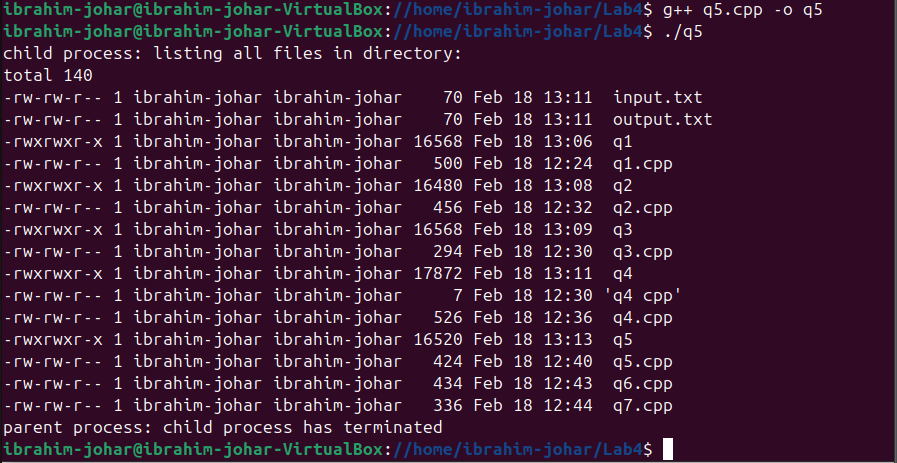 ibrahim-johar@ibrahim-johar-VirtualBox://home/ibrahim-johar/Lab4$ g++ q5.cpp -o q5
ibrahim-johar@ibrahim-johar-VirtualBox://home/ibrahim-johar/Lab4$ ./q5
child process: listing all files in directory:
total 140
-rw-rw-r-- 1 ibrahim-johar ibrahim-johar    70 Feb 18 13:11  input.txt
-rw-rw-r-- 1 ibrahim-johar ibrahim-johar    70 Feb 18 13:11  output.txt
-rwxrwxr-x 1 ibrahim-johar ibrahim-johar 16568 Feb 18 13:06  q1
-rw-rw-r-- 1 ibrahim-johar ibrahim-johar   500 Feb 18 12:24  q1.cpp
-rwxrwxr-x 1 ibrahim-johar ibrahim-johar 16480 Feb 18 13:08  q2
-rw-rw-r-- 1 ibrahim-johar ibrahim-johar   456 Feb 18 12:32  q2.cpp
-rwxrwxr-x 1 ibrahim-johar ibrahim-johar 16568 Feb 18 13:09  q3
-rw-rw-r-- 1 ibrahim-johar ibrahim-johar   294 Feb 18 12:30  q3.cpp
-rwxrwxr-x 1 ibrahim-johar ibrahim-johar 17872 Feb 18 13:11  q4
-rw-rw-r-- 1 ibrahim-johar ibrahim-johar     7 Feb 18 12:30 'q4 cpp'
-rw-rw-r-- 1 ibrahim-johar ibrahim-johar   526 Feb 18 12:36  q4.cpp
-rwxrwxr-x 1 ibrahim-johar ibrahim-johar 16520 Feb 18 13:13  q5
-rw-rw-r-- 1 ibrahim-johar ibrahim-johar   424 Feb 18 12:40  q5.cpp
-rw-rw-r-- 1 ibrahim-johar ibrahim-johar   434 Feb 18 12:43  q6.cpp
-rw-rw-r-- 1 ibrahim-johar ibrahim-johar   336 Feb 18 12:44  q7.cpp
parent process: child process has terminated
ibrahim-johar@ibrahim-johar-VirtualBox://home/ibrahim-johar/Lab4$